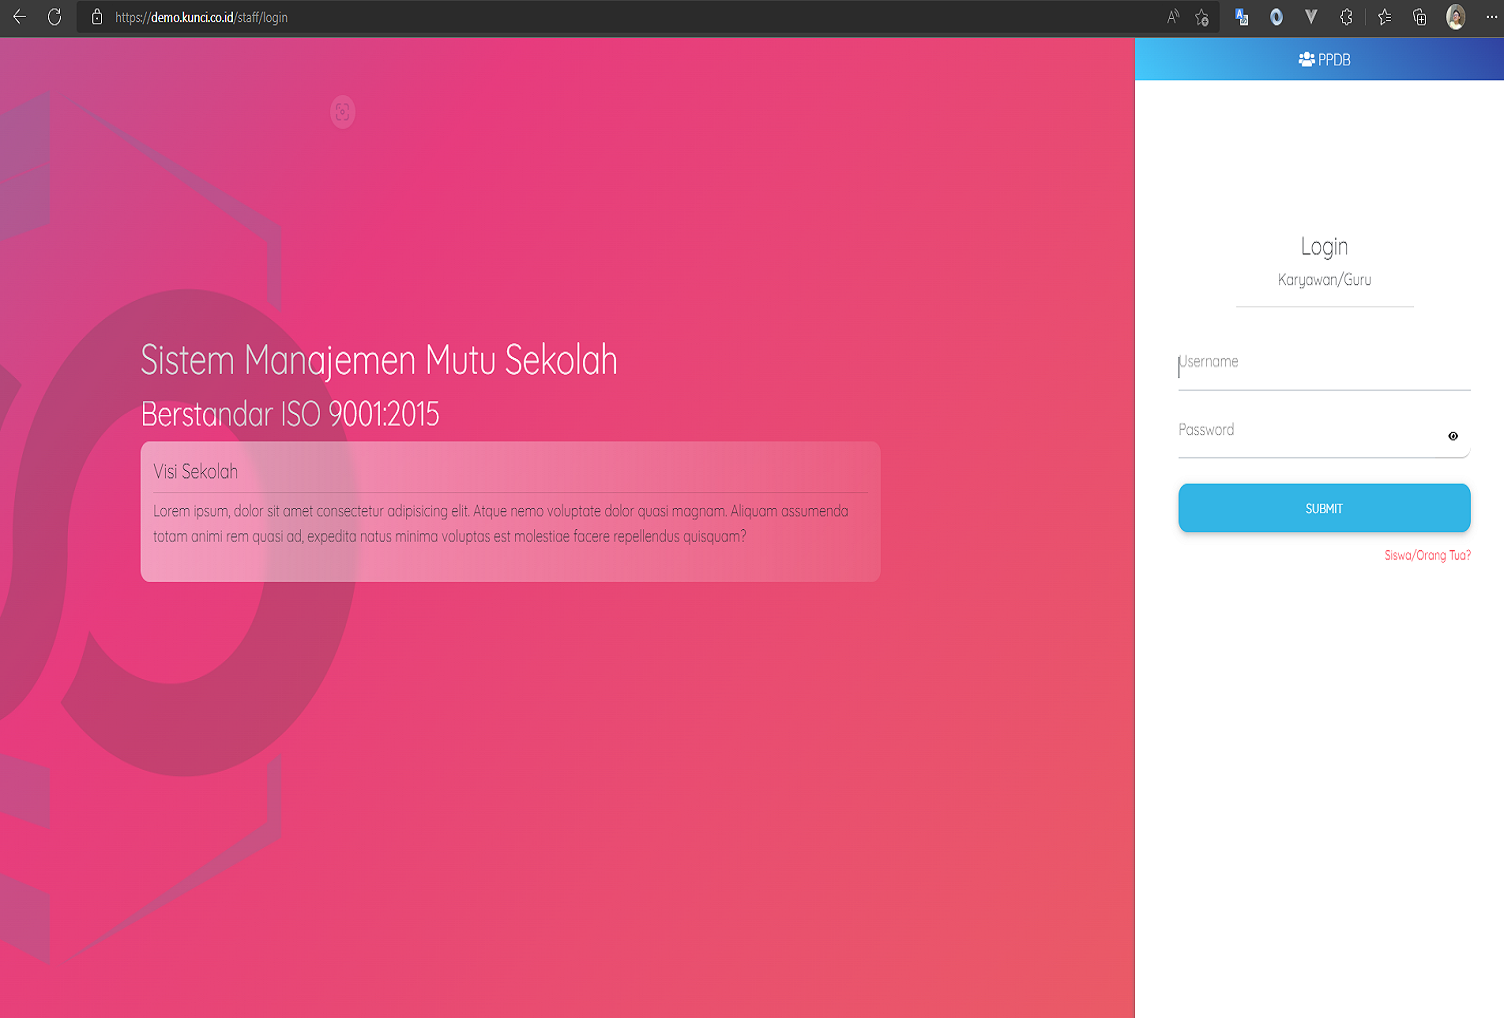 https://demo.kunci.co.id/staff/login
PPDB
Sistem Manajemen Mutu Sekolah
Berstandar ISO 9001:2015
Visi Sekolah
Lorem ipsum, dolor sit amet consectetur adipisicing elit. Atque nemo voluptate dolor quasi magnam. Aliquam assumenda
totam animi rem quasi ad, expedita natus minima voluptas est molestiae facere repellendus quisquam?
Login
Karyawan/Guru
Username
Password
SUBMIT
Siswa/Orang Tua?